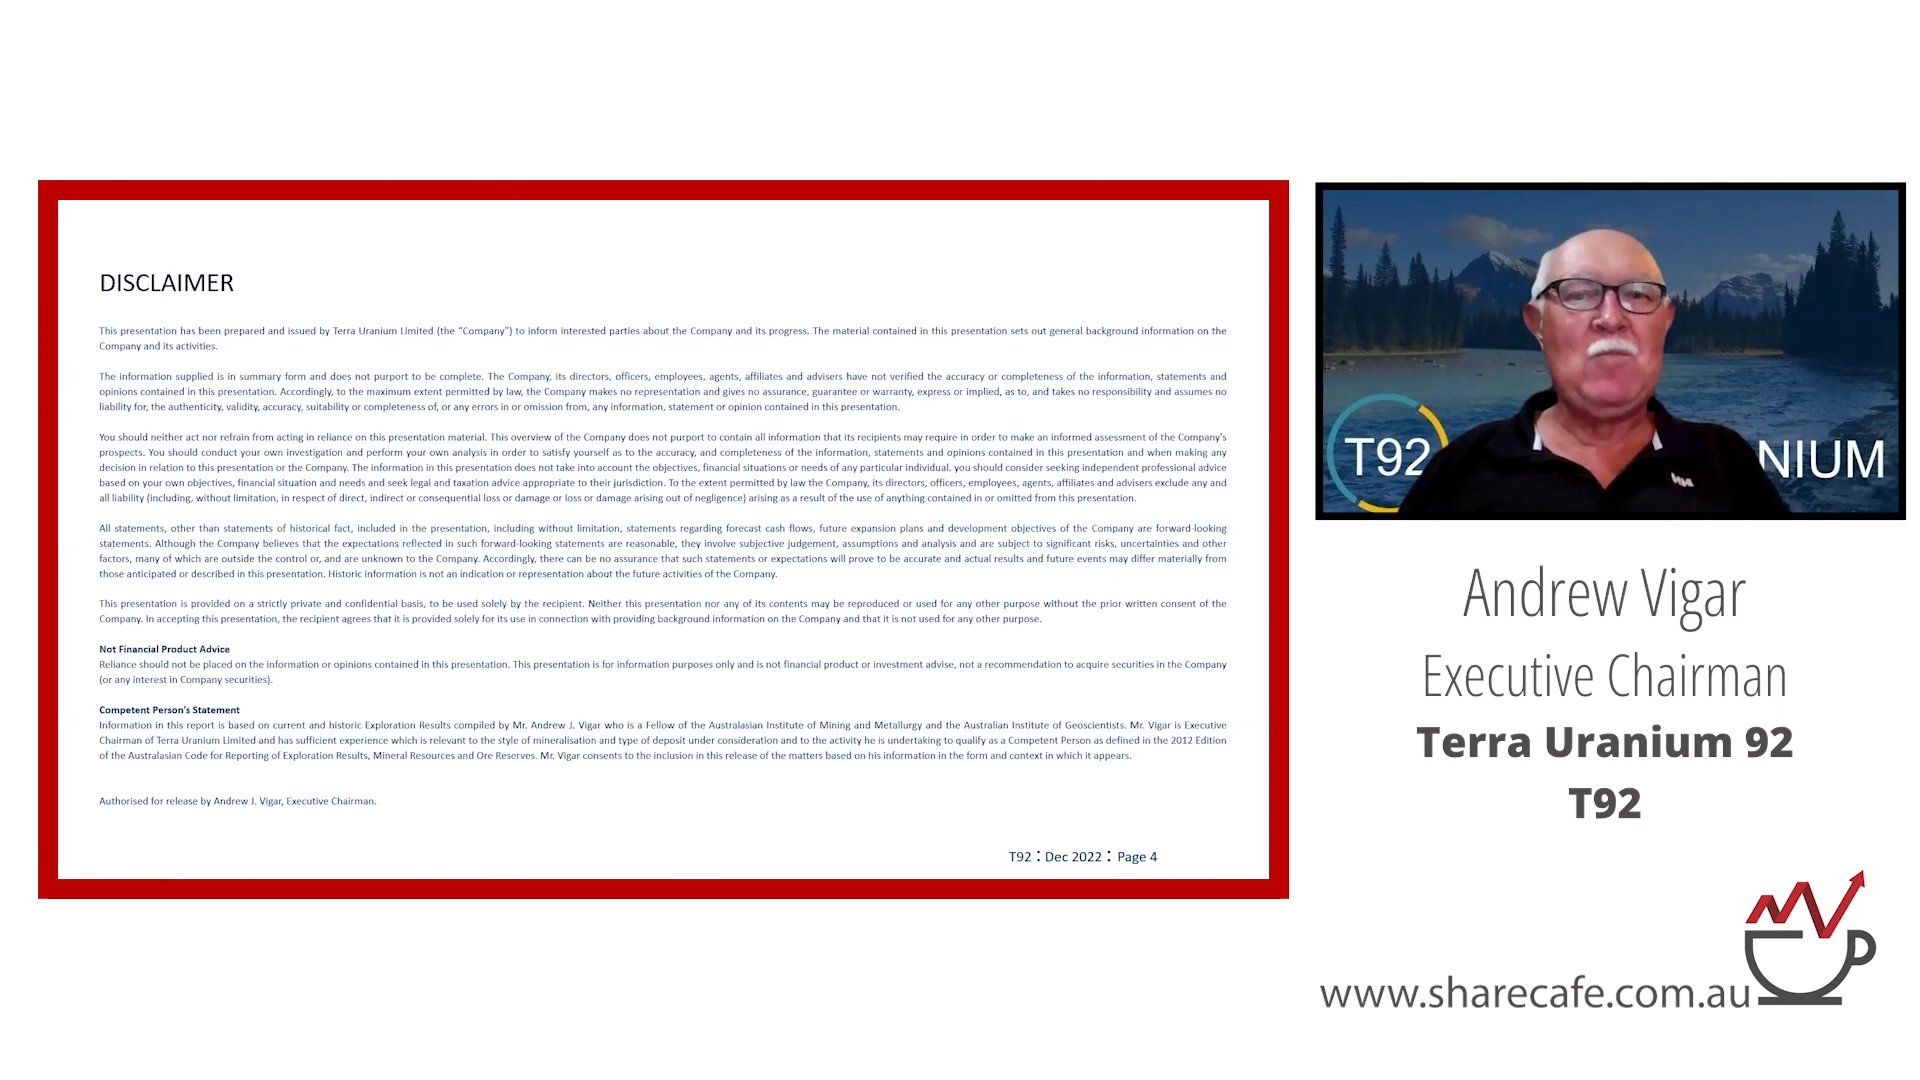 DISCLAIMER
This presentation has been prepared and issued by Terra Uranium Limited (the “Company”) to inform interested parties about the Company and its progress. The material contained in this presentation sets out general background information on the
Company and its activities.
The information supplied is in summary form and does not purport to be complete. The Company, its directors, officers, employees, agents, affiliates and advisers have not verified the accuracy or completeness of the information, statements and
opinions contained in this presentation. Accordingly, to the maximum extent permitted by law, the Company makes no representation and gives no assurance, guarantee or warranty, express or implied, as to, and takes no responsibility and assumes no
liability for, the authenticity, validity, accuracy, suitability or completeness of, or any errors in or omission from, any information, statement or opinion contained in this presentation.
You should neither act nor refrain from acting in reliance on this presentation material. This overview of the Company does not purport to contain all information that its recipients may require in order to make an informed assessment of the Company's
prospects. You should conduct your own investigation and perform your own analysis in order to satisfy yourself as to the accuracy, and completeness of the information, statements and opinions contained in this presentation and when making any
decision in relation to this presentation or the Company. The information in this presentation does not take into account the objectives, financial situations or needs of any particular individual. you should consider seeking independent professional advice
based on your own objectives, financial situation and needs and seek legal and taxation advice appropriate to their jurisdiction. To the extent permitted by law the Company, its directors, officers, employees, agents, affiliates and advisers exclude any and
all liability (including, without limitation, in respect of direct, indirect or consequential loss or damage or loss or damage arising out of negligence) arising as a result of the use of anything contained in or omitted from this presentation.
All statements, other than statements of historical fact, included in the presentation, including without limitation, statements regarding forecast cash flows, future expansion plans and development objectives of the Company are forward-looking
statements. Although the Company believes that the expectations reflected in such forward-looking statements are reasonable, they involve subjective judgement, assumptions and analysis and are subject to significant risks, uncertainties and other
factors, many of which are outside the control or, and are unknown to the Company. Accordingly, there can be no assurance that such statements or expectations will prove to be accurate and actual results and future events may differ materially from
those anticipated or described in this presentation. Historic information is not an indication or representation about the future activities of the Company.
This presentation is provided on a strictly private and confidential basis, to be used solely by the recipient. Neither this presentation nor any of its contents may be reproduced or used for any other purpose without the prior written consent of the
Company. In accepting this presentation, the recipient agrees that it is provided solely for its use in connection with providing background information on the Company and that it is not used for any other purpose.
Not Financial Product Advice
Reliance should not be placed on the information or opinions contained in this presentation. This presentation is for information purposes only and is not financial product or investment advise, not a recommendation to acquire securities in the Company
(or any interest in Company securities).
Competent Person's Statement
Information in this report is based on current and historic Exploration Results compiled by Mr. Andrew J. Vigar who is a Fellow of the Australasian Institute of Mining and Metallurgy and the Australian Institute of Geoscientists. Mr. Vigar is Executive
Chairman of Terra Uranium Limited and has sufficient experience which is relevant to the style of mineralisation and type of deposit under consideration and to the activity he is undertaking to qualify as a Competent Person as defined in the 2012 Edition
of the Australasian Code for Reporting of Exploration Results, Mineral Resources and Ore Reserves. Mr. Vigar consents to the inclusion in this release of the matters based on his information in the form and context in which it appears.
Authorised for release by Andrew J. Vigar, Executive Chairman.
T92 : Dec 2022 : Page 4
T92
NIUM
HH
Andrew Vigar
Executive Chairman
Terra Uranium 92
T92
www.sharecafe.com.au